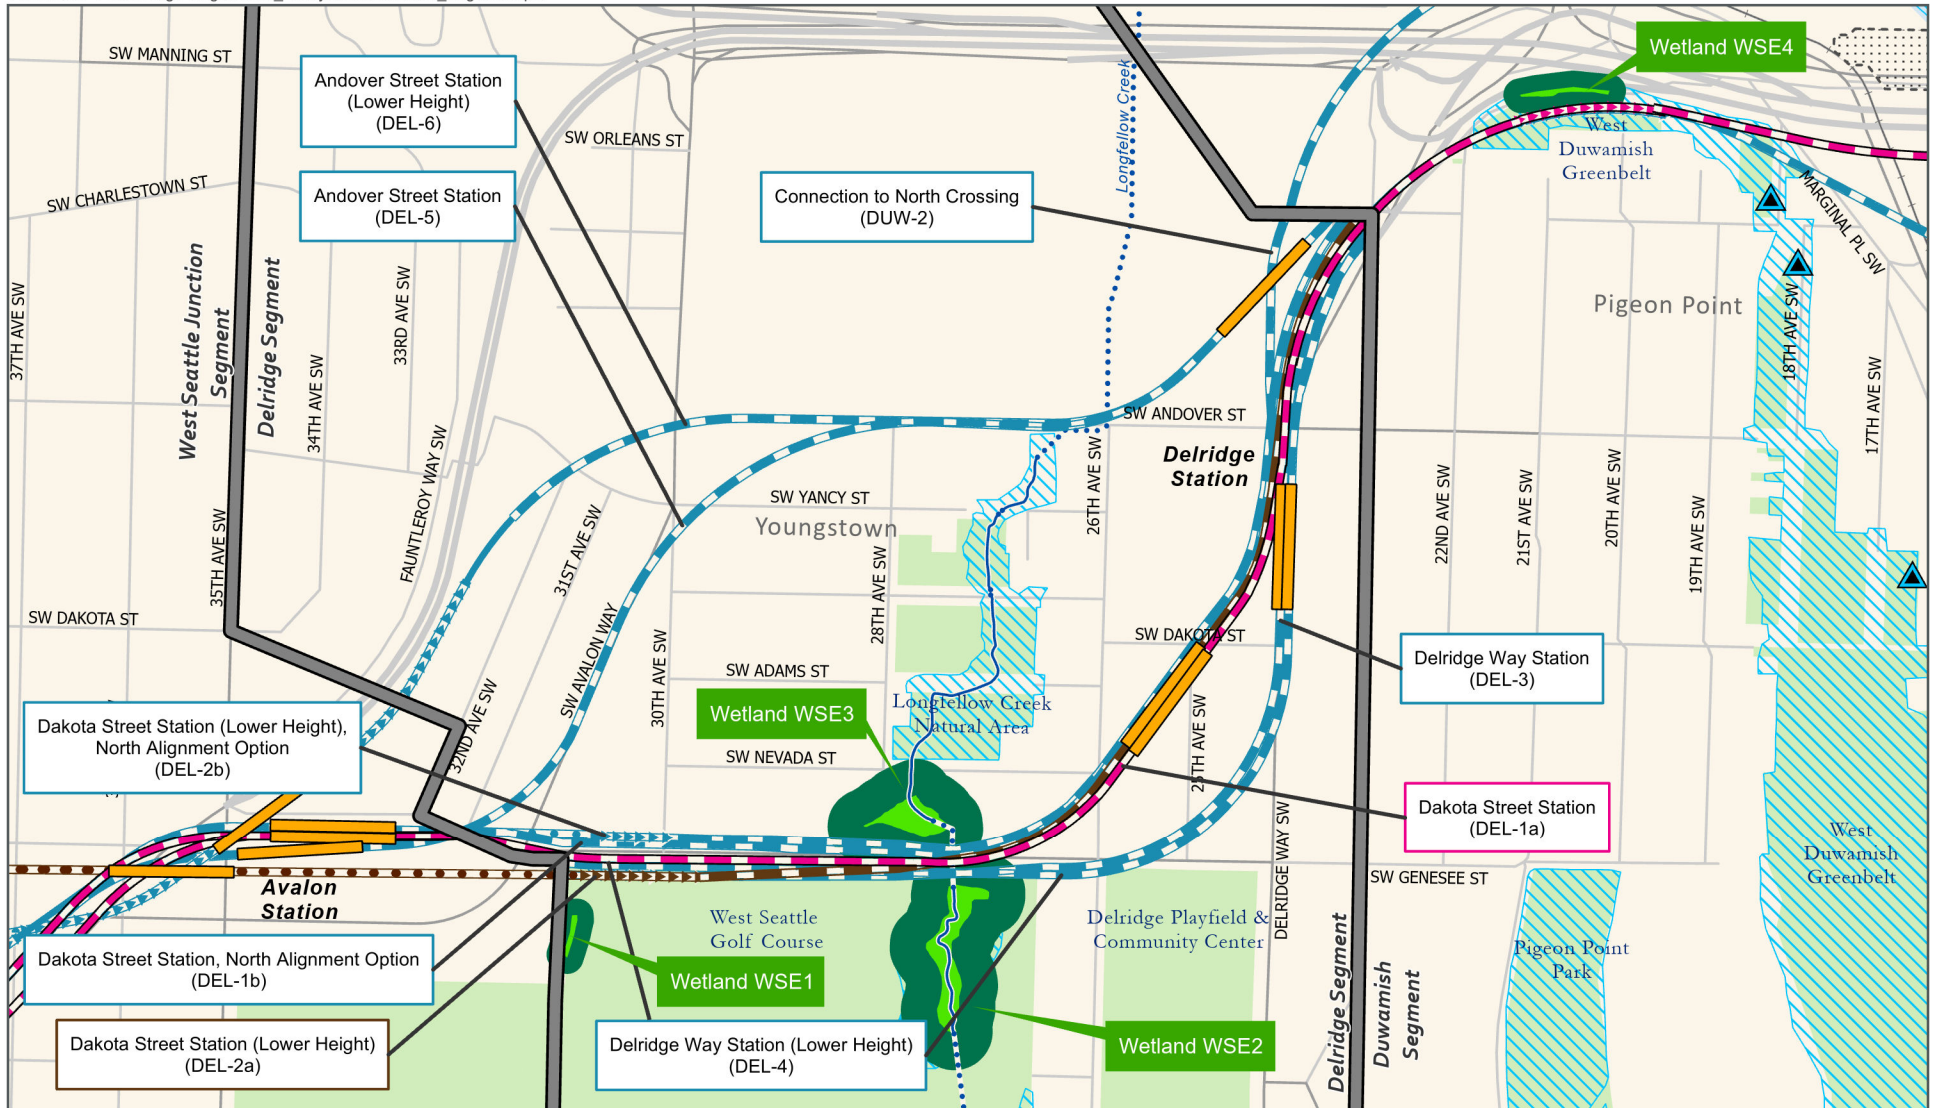 SW MANNING ST
Andover Street Station
(Lower Height)
(DEL-6)
SW ORLEANS ST
Longfellow Creek
Wetland WSE4
West
Duwamish
Greenbelt
SW CHARLESTOWN ST
Andover Street Station
(DEL-5)
Connection to North Crossing
(DUW-2)
MARGINAL PL SW
West Seattle Junction
Segment
Delridge Segment
37TH AVE SW
34TH AVE SW
33RD AVE SW
Pigeon Point
18TH AVE SW
17TH AVE SW
SW ANDOVER ST
Delridge
Station
FAUNTLEROY WAY SW
35TH AVE SW
31ST AVE SW
SW YANCY ST
Youngstown
28TH AVE SW
26TH AVE SW
22ND AVE SW
21ST AVE SW
20TH AVE SW
19TH AVE SW
SW DAKOTA ST
SW AVALON WAY
30TH AVE SW
SW DAKOTA ST
SW ADAMS ST
Delridge Way Station
(DEL-3)
32ND AVE SW
Wetland WSE3
Longfellow Creek
Natural Area
25TH AVE SW
Dakota Street Station (Lower Height),
North Alignment Option
(DEL-2b)
SW NEVADA ST
Dakota Street Station
(DEL-1a)
DELRIDGE WAY SW
West
Duwamish
Greenbelt
SW GENESEE ST
Avalon
Station
West Seattle
Golf Course
Delridge Playfield &
Community Center
Pigeon Point
Park
Dakota Street Station, North Alignment Option
(DEL-1b)
Wetland WSE1
Delridge Segment
Duwamish
Segment
Dakota Street Station (Lower Height)
(DEL-2a)
Delridge Way Station (Lower Height)
(DEL-4)
Wetland WSE2